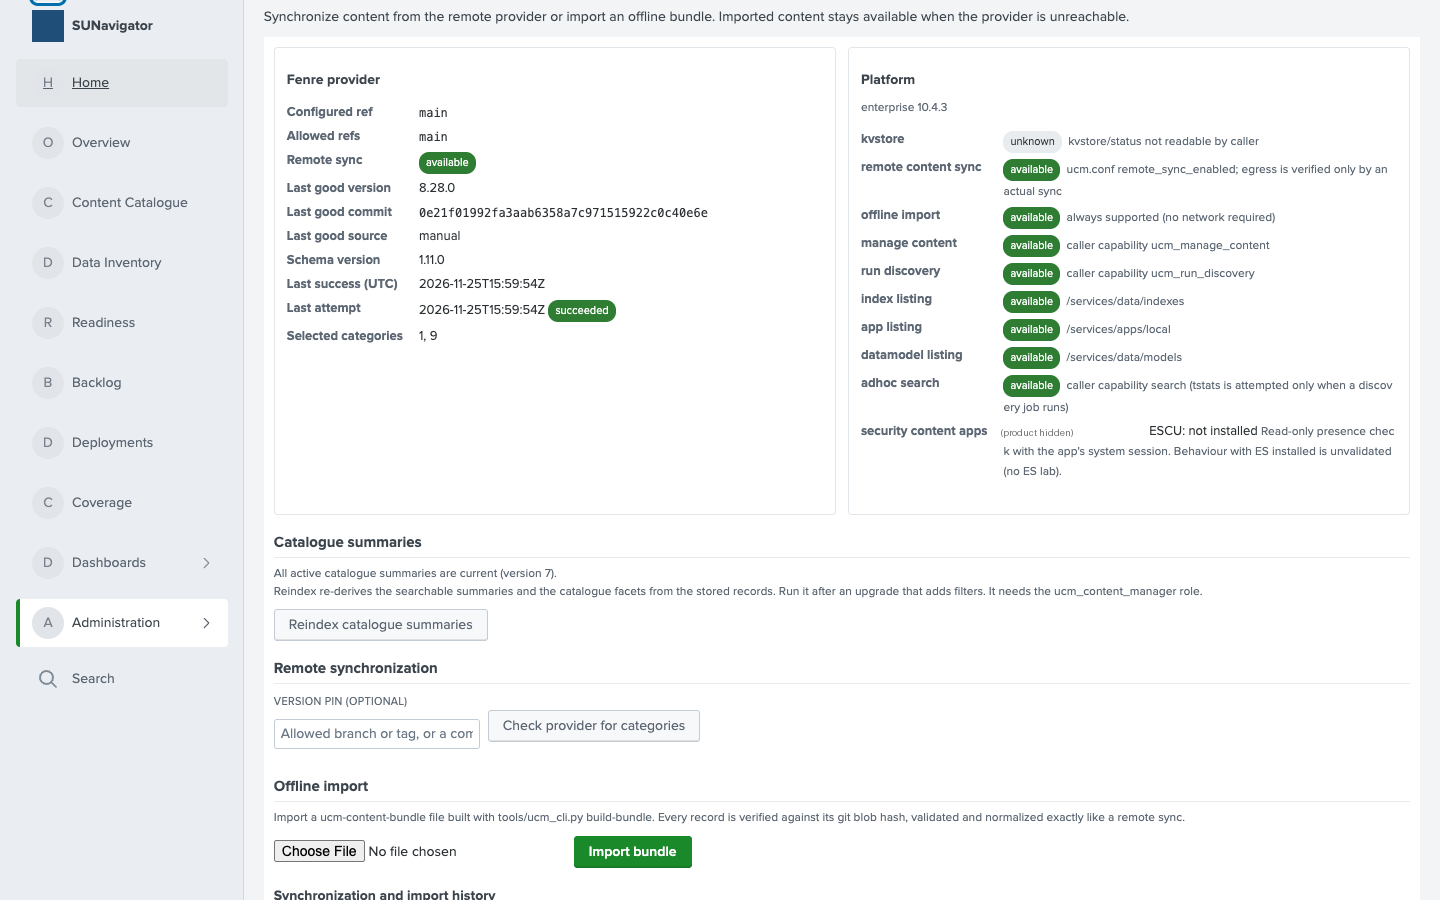 SUNavigator
H Home
O Overview
C Content Catalogue
D Data Inventory
R Readiness
B Backlog
D Deployments
C Coverage
D Dashboards
A Administration
Search
Synchronize content from the remote provider or import an offline bundle. Imported content stays available when the provider is unreachable.
Fenre provider
Configured ref main
Allowed refs main
Remote sync available
Last good version 8.28.0
Last good commit 0e21f01992fa3aab6358a7c971515922c0c40e6e
Last good source manual
Schema version 1.11.0
Last success (UTC) 2026-11-25T15:59:54Z
Last attempt 2026-11-25T15:59:54Z succeeded
Selected categories 1, 9
Platform
enterprise 10.4.3
kvstore unknown kvstore/status not readable by caller
remote content sync available ucm.conf remote_sync_enabled; egress is verified only by an
actual sync
offline import available always supported (no network required)
manage content available caller capability ucm_manage_content
run discovery available caller capability ucm_run_discovery
index listing available /services/data/indexes
app listing available /services/apps/local
datamodel listing available /services/data/models
adhoc search available caller capability search (tstats is attempted only when a discov
ery job runs)
security content apps (product hidden) ESCU: not installed Read-only presence chec
k with the app's system session. Behaviour with ES installed is unvalidated
(no ES lab).
Catalogue summaries
All active catalogue summaries are current (version 7).
Reindex re-derives the searchable summaries and the catalogue facets from the stored records. Run it after an upgrade that adds filters. It needs the ucm_content_manager role.
Reindex catalogue summaries
Remote synchronization
VERSION PIN (OPTIONAL)
Allowed branch or tag, or a com
Check provider for categories
Offline import
Import a ucm-content-bundle file built with tools/ucm_cli.py build-bundle. Every record is verified against its git blob hash, validated and normalized exactly like a remote sync.
Choose File No file chosen
Import bundle
Synchronization and import history